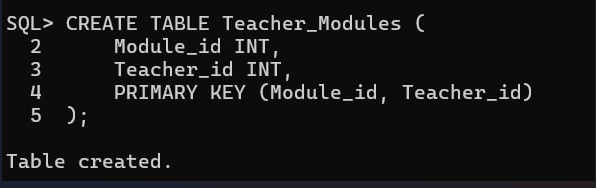 SQL> CREATE TABLE Teacher_Modules (
  2      Module_id INT,
  3      Teacher_id INT,
  4      PRIMARY KEY (Module_id, Teacher_id)
  5  );

Table created.